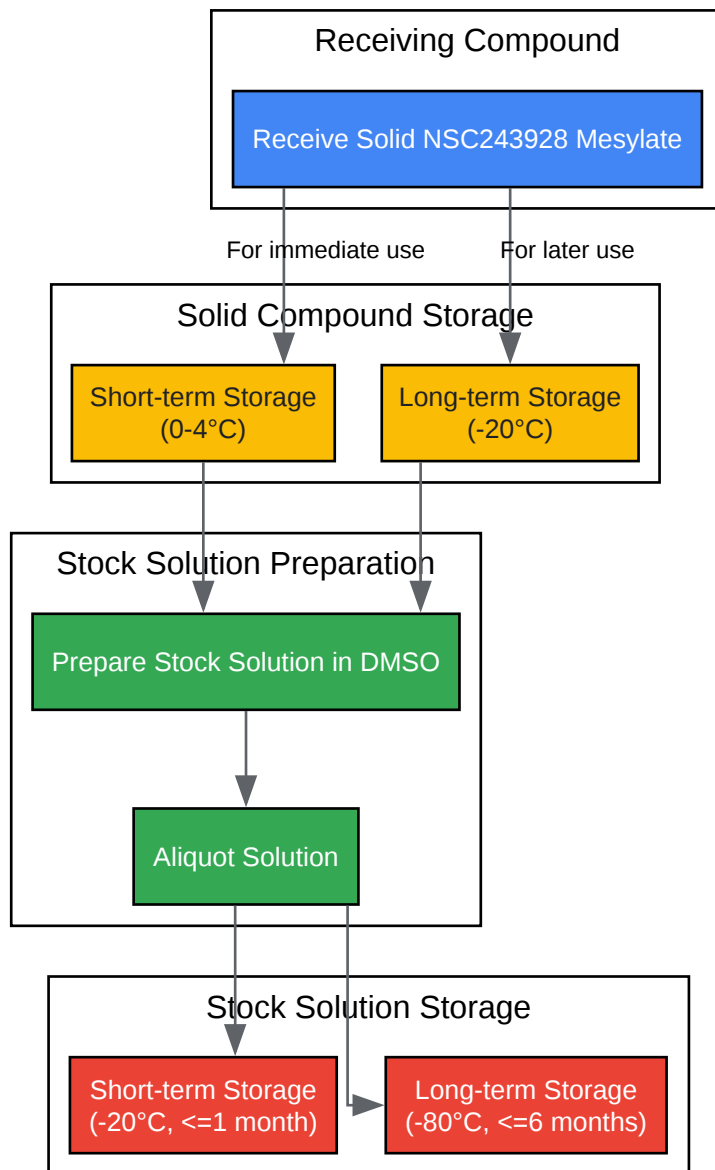 Receiving Compound
Receive Solid NSC243928 Mesylate
For immediate use
For later use
Solid Compound Storage
Short-term Storage
(0-4°C)
Long-term Storage
(-20°C)
Stock Solution Preparation
Prepare Stock Solution in DMSO
Aliquot Solution
Stock Solution Storage
Short-term Storage
(-20°C, <=1 month)
Long-term Storage
(-80°C, <=6 months)